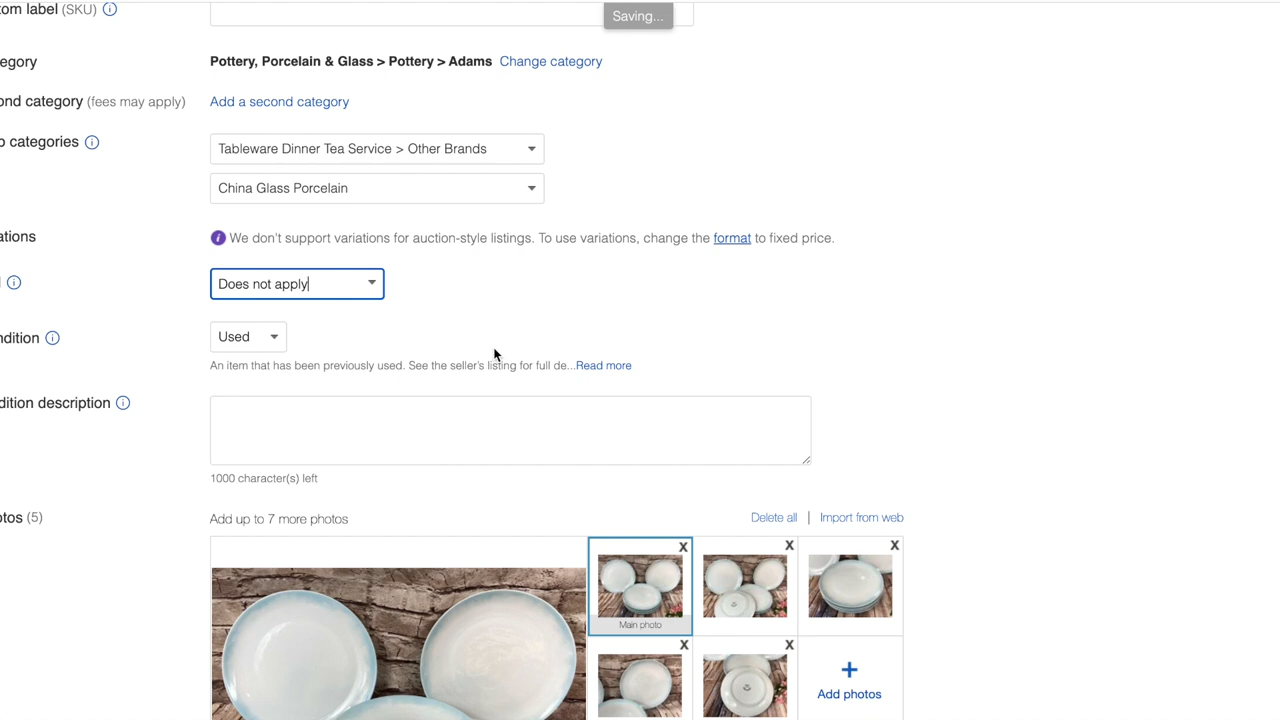 tom label (SKU)
Saving...
egory
Pottery, Porcelain & Glass > Pottery > Adams Change category
ond category (fees may apply)
Add a second category
p categories
Tableware Dinner Tea Service > Other Brands
China Glass Porcelain
ations
We don't support variations for auction-style listings. To use variations, change the format to fixed price.
Does not apply
ndition
Used
An item that has been previously used. See the seller's listing for full de...Read more
dition description
1000 character(s) left
otos (5)
Add up to 7 more photos
Delete all | Import from web
X X X
Main photo
X X
+
Add photos